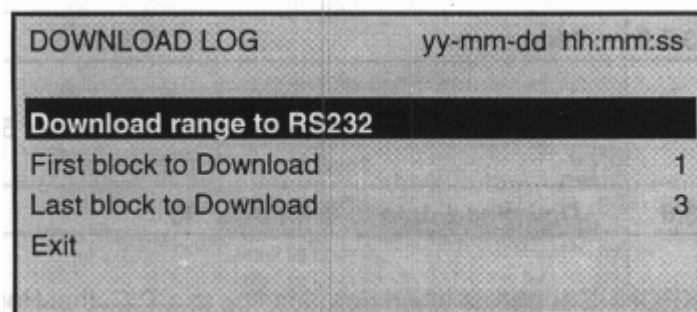 DOWNLOAD LOG yy-mm-dd hh:mm:ss
Download range to RS232
First block to Download 1
Last block to Download 3
Exit